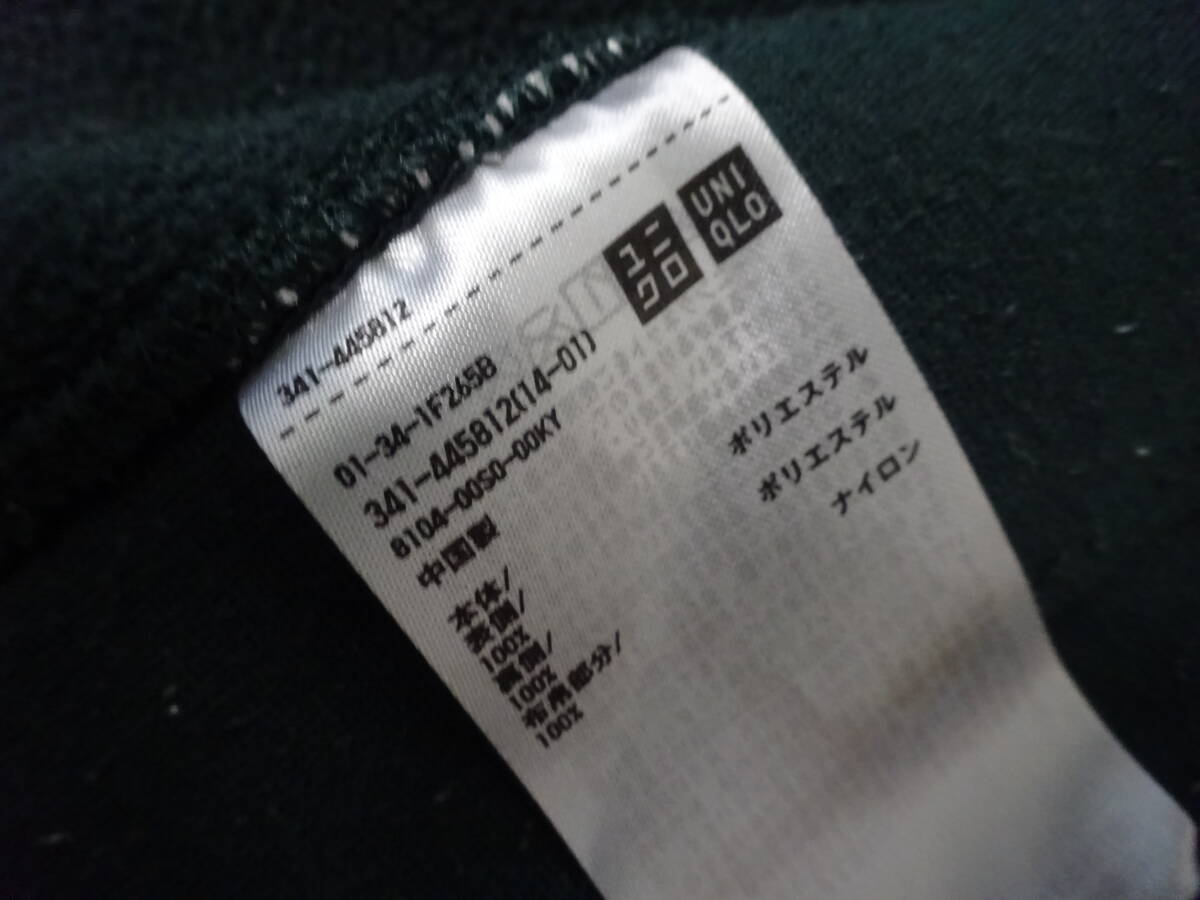 341-445812
ユニ
クロ
UNI
QLO
01-34-1F265B
341-445812(14-01)
8104-00S0-00KY
中国製
本体/
表側/
100% ポリエステル
裏側/
100% ポリエステル
布帛部分/
100% ナイロン